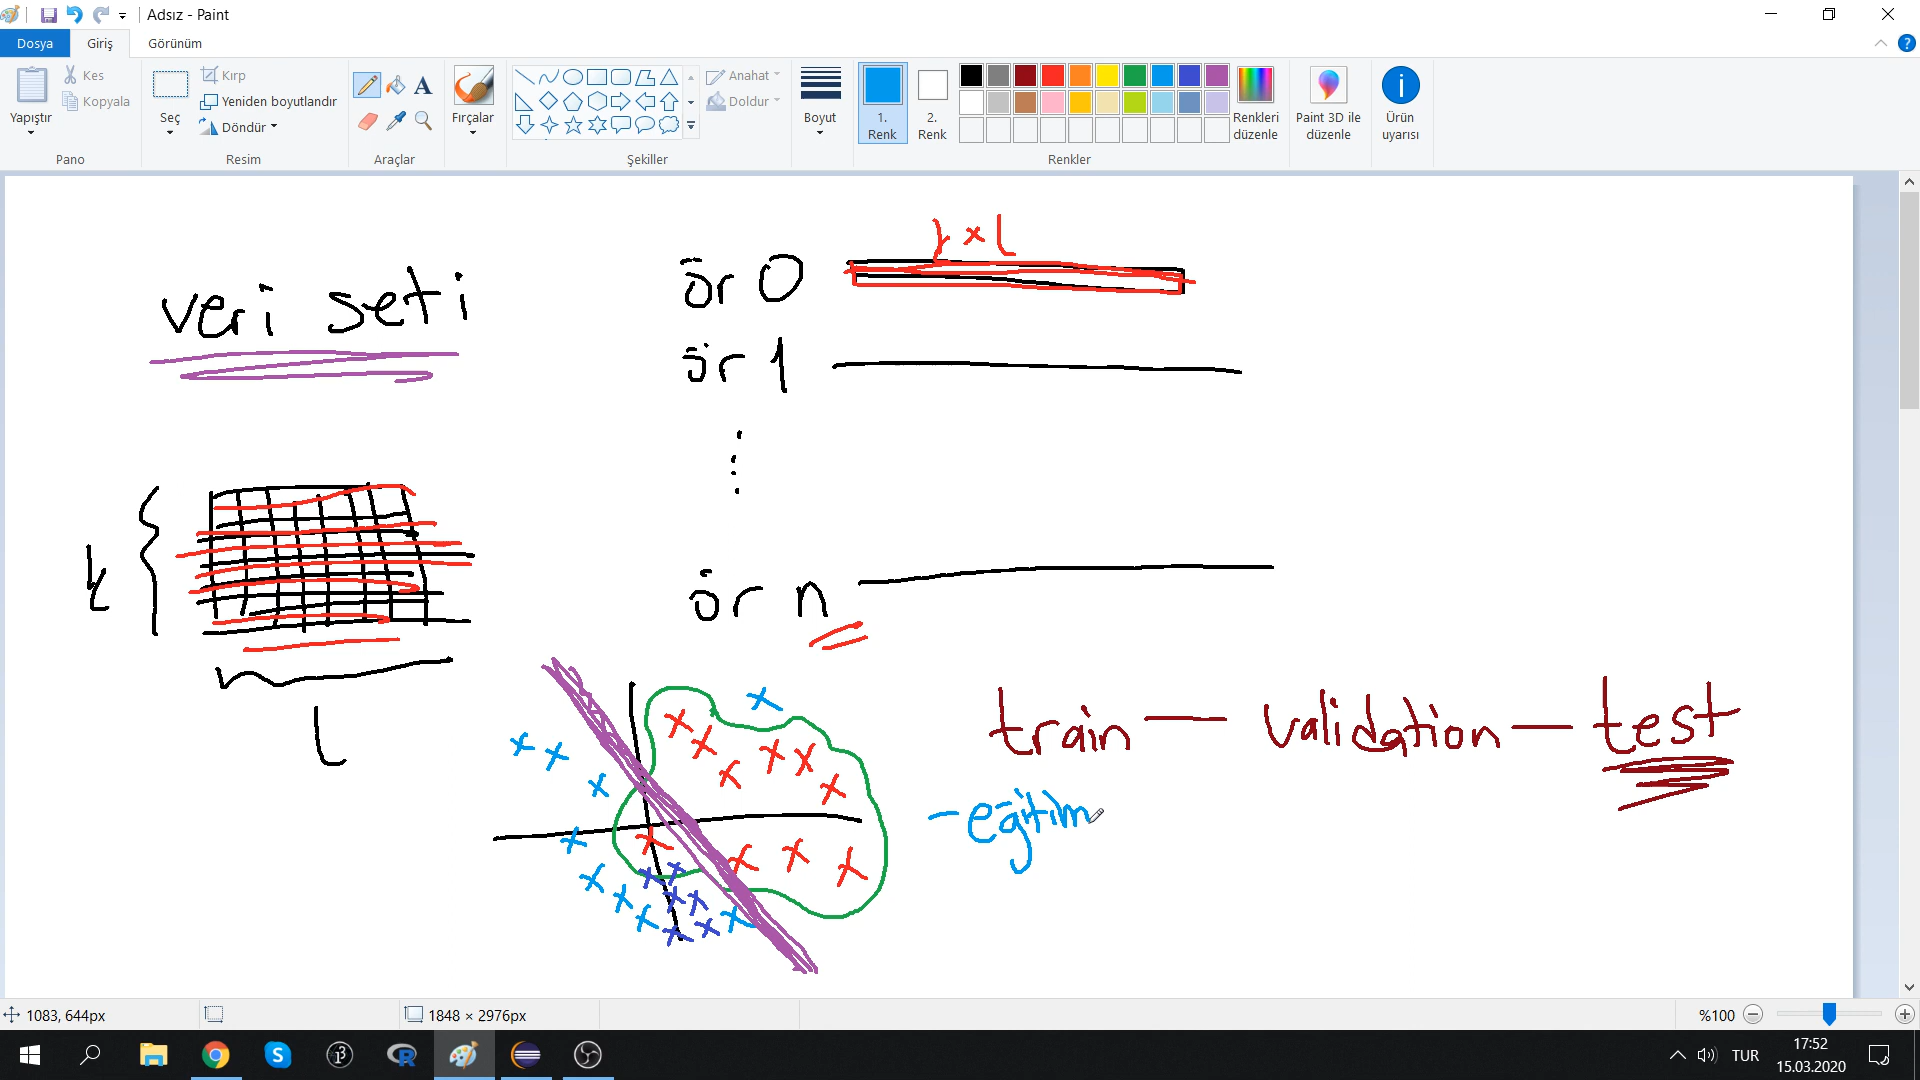 Adsız - Paint
Dosya Giriş Görünüm
Yapıştır Kes Kopyala Pano
Seç Kırp Yeniden boyutlandır Döndür Resim
A Araçlar
Fırçalar
Şekiller Anahat Doldur
Boyut
1. Renk 2. Renk Renkleri düzenle Renkler
Paint 3D ile düzenle
Ürün uyarısı
veri seti
k x l
ör 0
ör 1
k
ör n
l
train — validation — test
- eğitim
1083, 644px 1848 × 2976px %100
TUR 17:52 15.03.2020